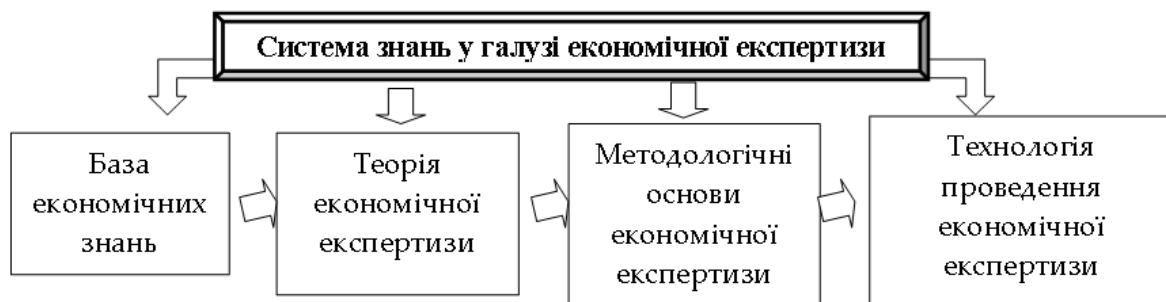 Система знань у галузі економічної експертизи
База
економічних
знань
Теорія
економічної
експертизи
Методологічні
основи
економічної
експертизи
Технологія
проведення
економічної
експертизи